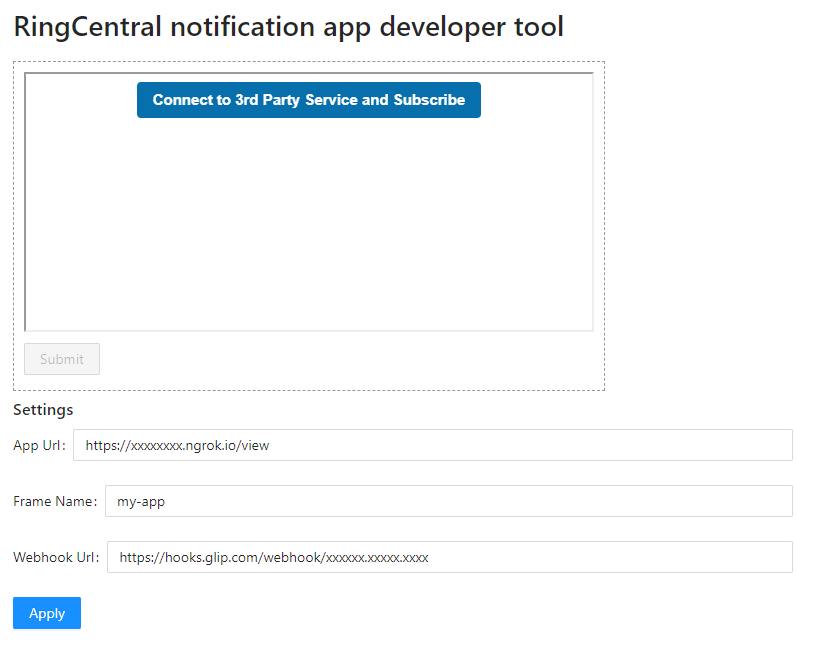 RingCentral notification app developer tool
Connect to 3rd Party Service and Subscribe
Submit
Settings
App Url: https://xxxxxxxx.ngrok.io/view
Frame Name: my-app
Webhook Url: https://hooks.glip.com/webhook/xxxxxx.xxxxx.xxxx
Apply